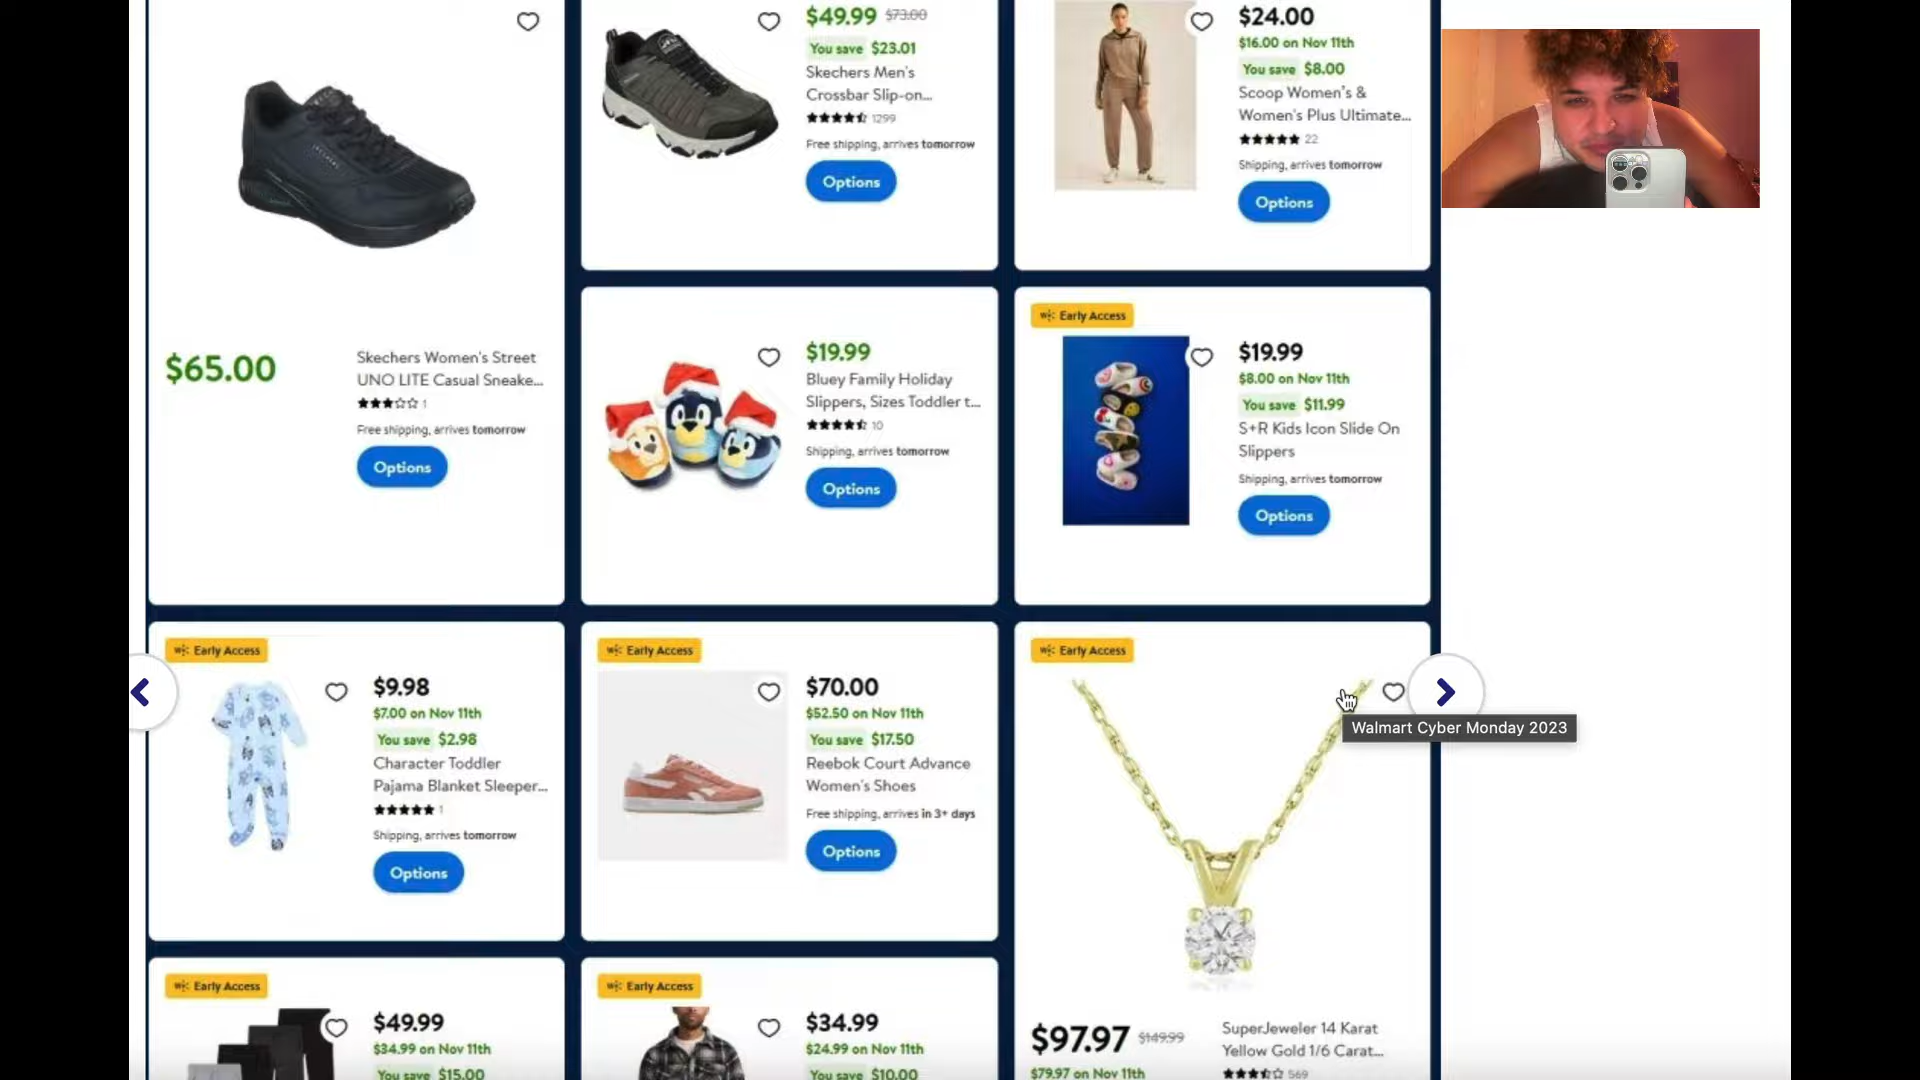 $65.00
Skechers Women's Street
UNO LITE Casual Sneake...
1
Free shipping, arrives tomorrow
Options
$49.99 $73.00
You save $23.01
Skechers Men's
Crossbar Slip-on...
1299
Free shipping, arrives tomorrow
Options
$24.00
$16.00 on Nov 11th
You save $8.00
Scoop Women's &
Women's Plus Ultimate...
22
Shipping, arrives tomorrow
Options
$19.99
Bluey Family Holiday
Slippers, Sizes Toddler t...
10
Shipping, arrives tomorrow
Options
Early Access
$19.99
$8.00 on Nov 11th
You save $11.99
S+R Kids Icon Slide On
Slippers
Shipping, arrives tomorrow
Options
Early Access
$9.98
$7.00 on Nov 11th
You save $2.98
Character Toddler
Pajama Blanket Sleeper...
1
Shipping, arrives tomorrow
Options
Early Access
$70.00
$52.50 on Nov 11th
You save $17.50
Reebok Court Advance
Women's Shoes
Free shipping, arrives in 3+ days
Options
Early Access
Walmart Cyber Monday 2023
$97.97 $149.99
$79.97 on Nov 11th
SuperJeweler 14 Karat
Yellow Gold 1/6 Carat...
569
Early Access
$49.99
$34.99 on Nov 11th
You save $15.00
Early Access
$34.99
$24.99 on Nov 11th
You save $10.00